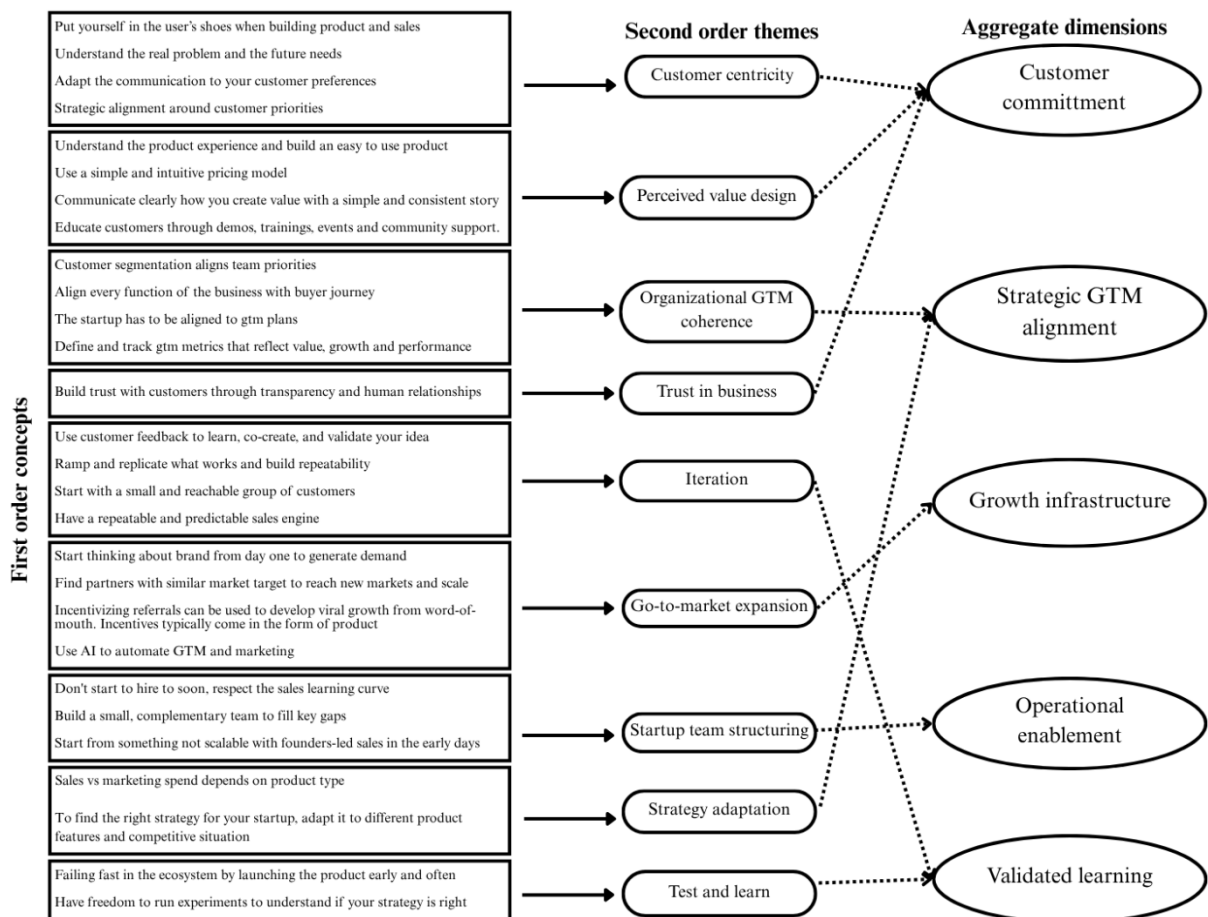 Put yourself in the user's shoes when building product and sales
Understand the real problem and the future needs
Adapt the communication to your customer preferences
Strategic alignment around customer priorities
Understand the product experience and build an easy to use product
Use a simple and intuitive pricing model
Communicate clearly how you create value with a simple and consistent story
Educate customers through demos, trainings, events and community support.
Customer segmentation aligns team priorities
Align every function of the business with buyer journey
The startup has to be aligned to gtm plans
Define and track gtm metrics that reflect value, growth and performance
Build trust with customers through transparency and human relationships
Use customer feedback to learn, co-create, and validate your idea
Ramp and replicate what works and build repeatability
Start with a small and reachable group of customers
Have a repeatable and predictable sales engine
Start thinking about brand from day one to generate demand
Find partners with similar market target to reach new markets and scale
Incentivizing referrals can be used to develop viral growth from word-of-
mouth. Incentives typically come in the form of product
Use AI to automate GTM and marketing
Don't start to hire to soon, respect the sales learning curve
Build a small, complementary team to fill key gaps
Start from something not scalable with founders-led sales in the early days
Sales vs marketing spend depends on product type
To find the right strategy for your startup, adapt it to different product
features and competitive situation
Failing fast in the ecosystem by launching the product early and often
Have freedom to run experiments to understand if your strategy is right
First order concepts
Second order themes
Customer centricity
Perceived value design
Organizational GTM
coherence
Trust in business
Iteration
Go-to-market expansion
Startup team structuring
Strategy adaptation
Test and learn
Aggregate dimensions
Customer
committment
Strategic GTM
alignment
Growth infrastructure
Operational
enablement
Validated learning